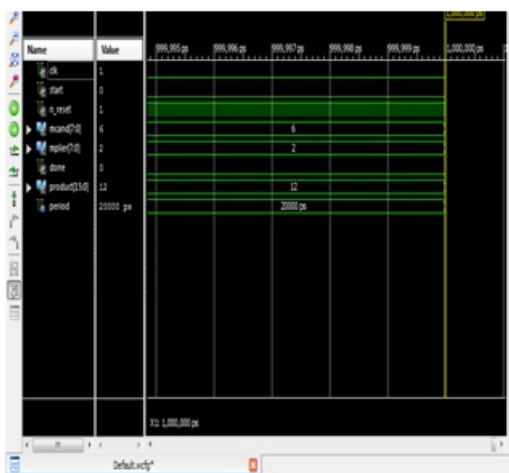 1,000,000 ps
Name Value 999,995 ps 999,996 ps 999,997 ps 999,998 ps 999,999 ps 1,000,000 ps
clk 1
start 0
n_reset 1
mcand[7:0] 6 6
mplier[7:0] 2 2
done 0
product[15:0] 12 12
period 20000 ps 20000 ps
X1: 1,000,000 ps
Default.wcfg*